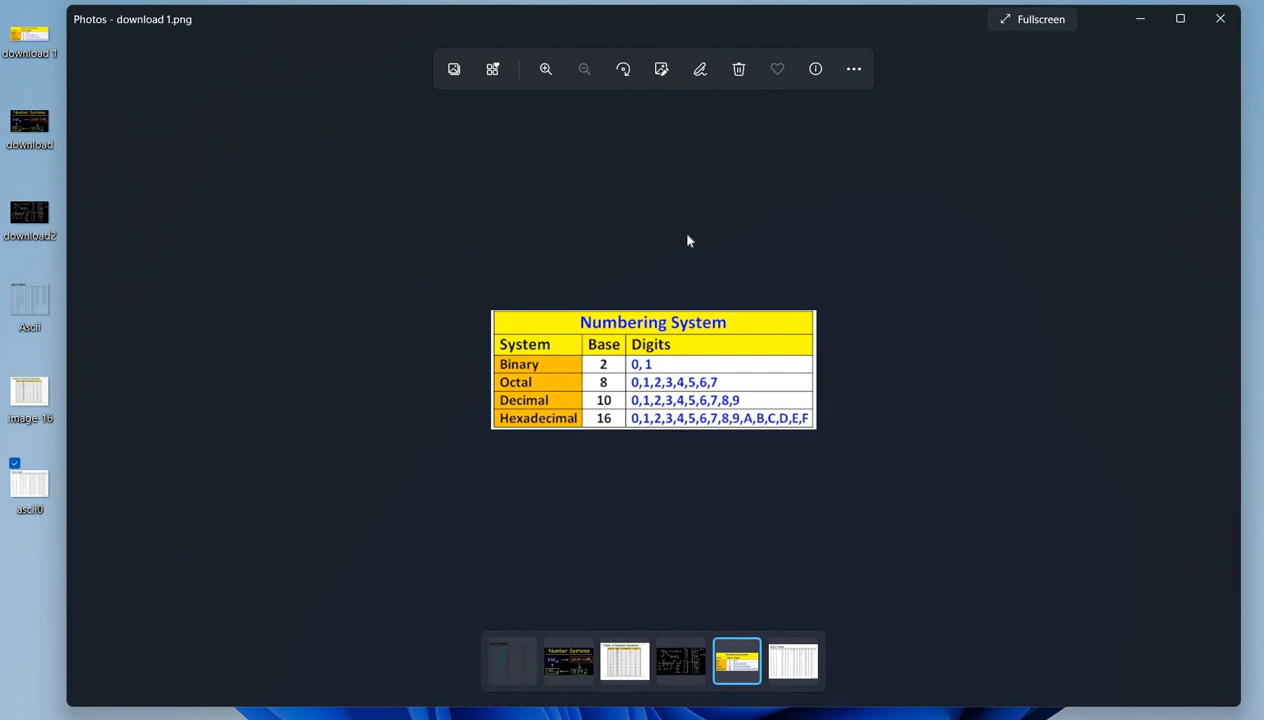 Photos - download 1.png
Fullscreen
download 1
download
download2
Ascii
image-16
ascii0
Numbering System
System Base Digits
Binary 2 0, 1
Octal 8 0,1,2,3,4,5,6,7
Decimal 10 0,1,2,3,4,5,6,7,8,9
Hexadecimal 16 0,1,2,3,4,5,6,7,8,9,A,B,C,D,E,F
Number Systems